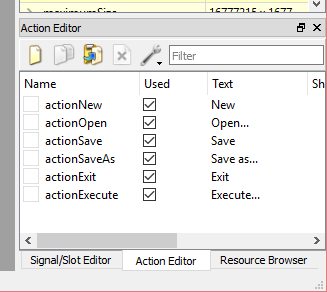 maximumSize 16777215 x 1677
Action Editor
Filter
Name Used Text Sh
actionNew New
actionOpen Open...
actionSave Save
actionSaveAs Save as...
actionExit Exit
actionExecute Execute...
Signal/Slot Editor Action Editor Resource Browser